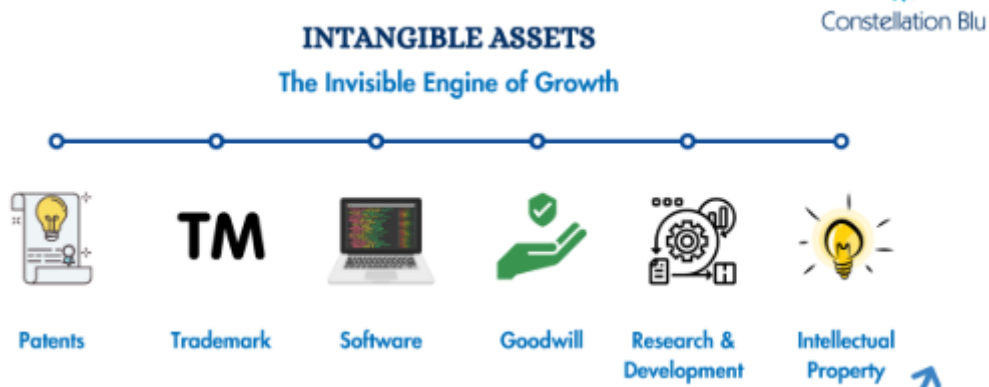 Constellation Blu
INTANGIBLE ASSETS
The Invisible Engine of Growth
TM
Patents
Trademark
Software
Goodwill
Research &
Development
Intellectual
Property